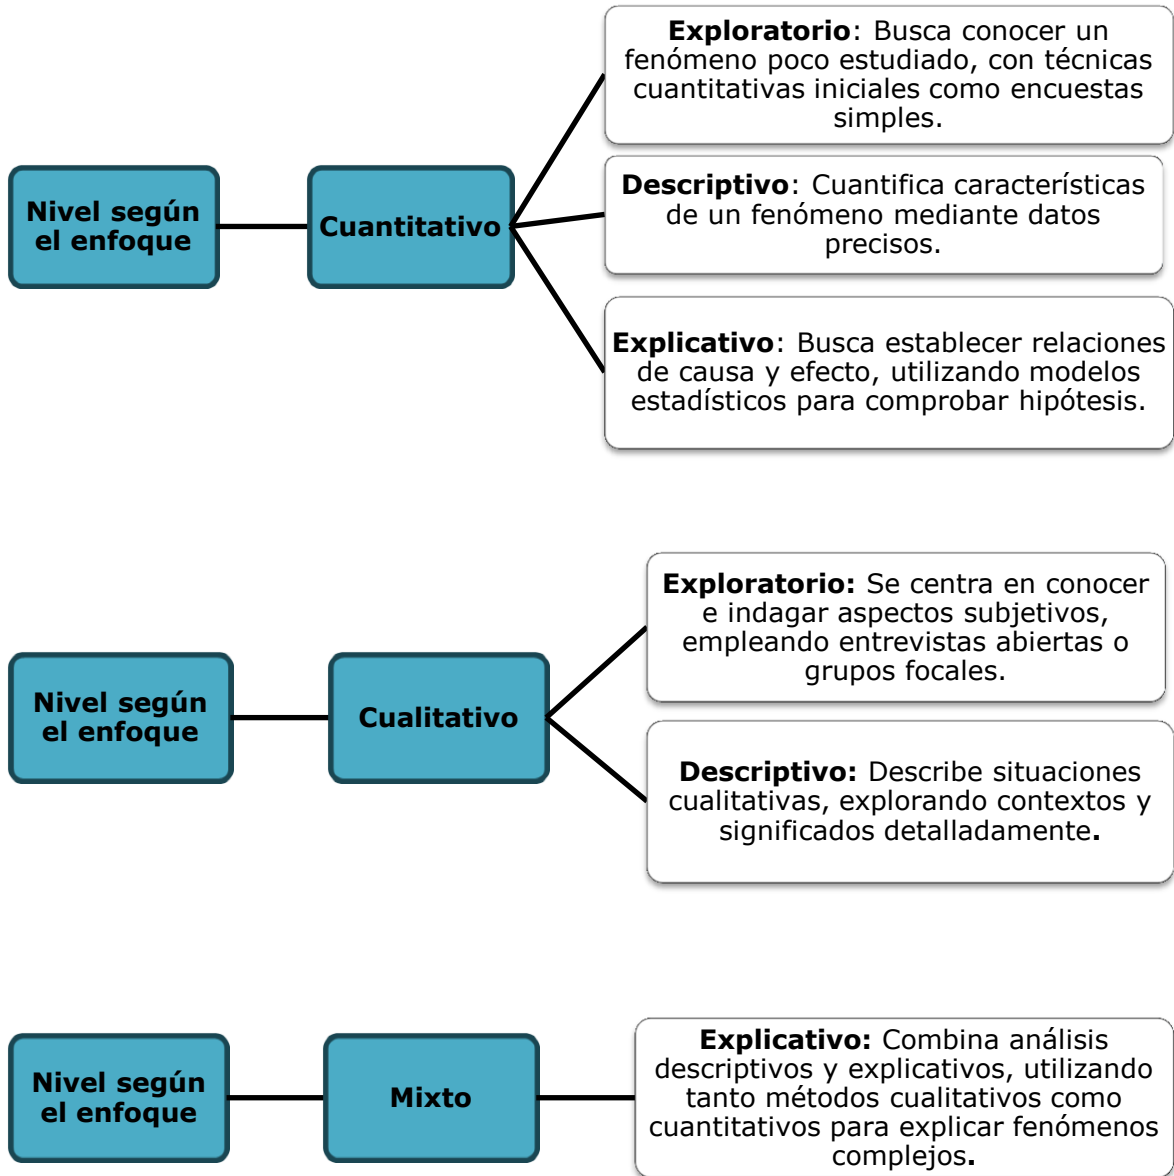 Exploratorio: Busca conocer un
fenómeno poco estudiado, con técnicas
cuantitativas iniciales como encuestas
simples.
Nivel según
el enfoque
Cuantitativo
Descriptivo: Cuantifica características
de un fenómeno mediante datos
precisos.
Explicativo: Busca establecer relaciones
de causa y efecto, utilizando modelos
estadísticos para comprobar hipótesis.
Exploratorio: Se centra en conocer
e indagar aspectos subjetivos,
empleando entrevistas abiertas o
grupos focales.
Nivel según
el enfoque
Cualitativo
Descriptivo: Describe situaciones
cualitativas, explorando contextos y
significados detalladamente.
Nivel según
el enfoque
Mixto
Explicativo: Combina análisis
descriptivos y explicativos, utilizando
tanto métodos cualitativos como
cuantitativos para explicar fenómenos
complejos.